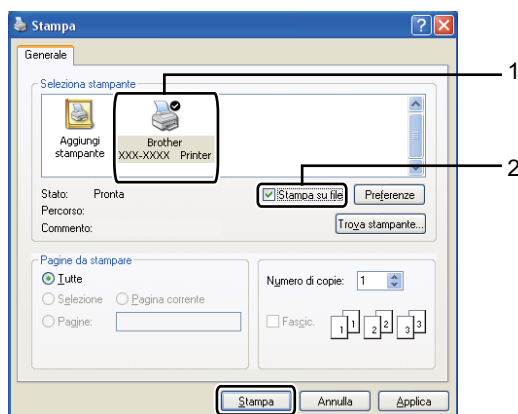 Stampa
Generale
Seleziona stampante
1
Aggiungi
stampante
Brother
XXX-XXXX Printer
2
Stato: Pronta
Percorso:
Commento:
Stampa su file
Preferenze
Trova stampante...
Pagine da stampare
Tutte
Selezione Pagina corrente
Pagine:
Numero di copie: 1
Fascic.
1 1 2 2 3 3
Stampa Annulla Applica